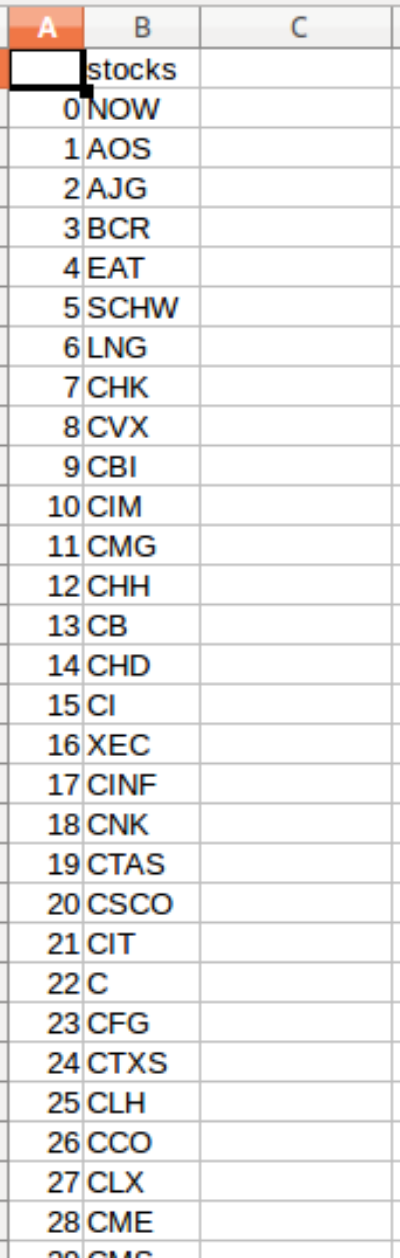 A B C
stocks
0 NOW
1 AOS
2 AJG
3 BCR
4 EAT
5 SCHW
6 LNG
7 CHK
8 CVX
9 CBI
10 CIM
11 CMG
12 CHH
13 CB
14 CHD
15 CI
16 XEC
17 CINF
18 CNK
19 CTAS
20 CSCO
21 CIT
22 C
23 CFG
24 CTXS
25 CLH
26 CCO
27 CLX
28 CME